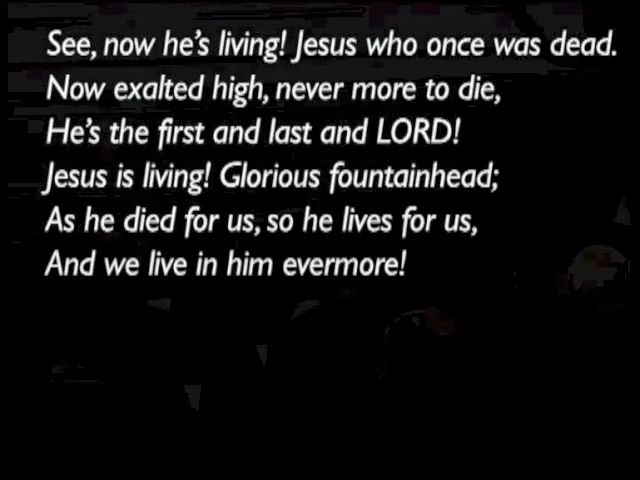 See, now he's living! Jesus who once was dead.
Now exalted high, never more to die,
He's the first and last and LORD!
Jesus is living! Glorious fountainhead;
As he died for us, so he lives for us,
And we live in him evermore!